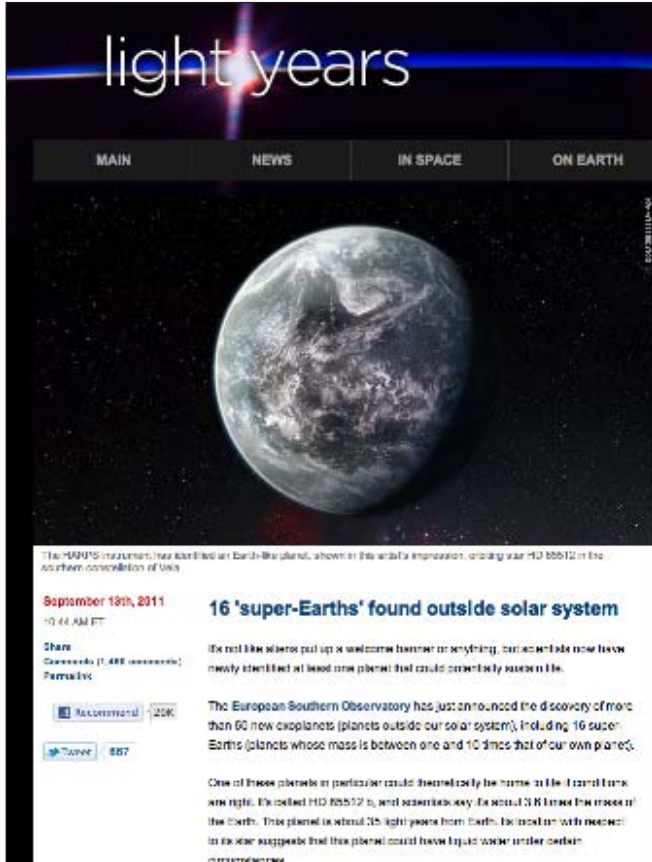 light years
MAIN NEWS IN SPACE ON EARTH
The HARPS instrument has identified an Earth-like planet, shown in this artist's impression, orbiting star HD 85512 in the
southern constellation of Vela
September 13th, 2011
10:44 AM ET
Share
Comments comments)
Permalink
Recommend 26K
Tweet 667
16 'super-Earths' found outside solar system
It's not like aliens put up a welcome banner or anything, but scientists now have
newly identified at least one planet that could potentially sustain life.
The European Southern Observatory has just announced the discovery of more
than 50 new exoplanets (planets outside our solar system), including 16 super-
Earths (planets whose mass is between one and 10 times that of our own planet).
One of these planets in particular could theoretically be home to life if conditions
are right. It's called HD 85512 b, and scientists say it's about 3.6 times the mass of
the Earth. This planet is about 35 light years from Earth. Its location with respect
to its star suggests that this planet could have liquid water under certain
circumstances.